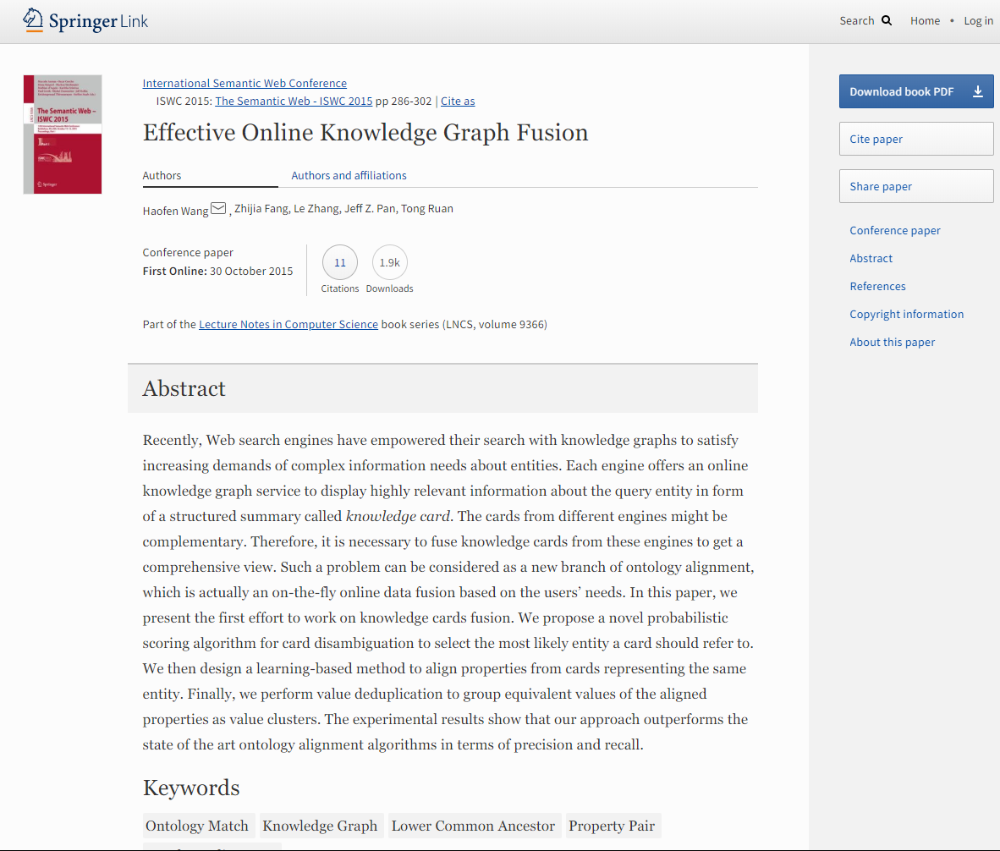 Springer Link
Search
Home • Log in
The Semantic Web –
ISWC 2015
Springer
International Semantic Web Conference
ISWC 2015: The Semantic Web - ISWC 2015 pp 286-302 | Cite as
Effective Online Knowledge Graph Fusion
Authors
Authors and affiliations
Haofen Wang , Zhijia Fang, Le Zhang, Jeff Z. Pan, Tong Ruan
Conference paper
First Online: 30 October 2015
11
Citations
1.9k
Downloads
Part of the Lecture Notes in Computer Science book series (LNCS, volume 9366)
Abstract
Recently, Web search engines have empowered their search with knowledge graphs to satisfy
increasing demands of complex information needs about entities. Each engine offers an online
knowledge graph service to display highly relevant information about the query entity in form
of a structured summary called knowledge card. The cards from different engines might be
complementary. Therefore, it is necessary to fuse knowledge cards from these engines to get a
comprehensive view. Such a problem can be considered as a new branch of ontology alignment,
which is actually an on-the-fly online data fusion based on the users’ needs. In this paper, we
present the first effort to work on knowledge cards fusion. We propose a novel probabilistic
scoring algorithm for card disambiguation to select the most likely entity a card should refer to.
We then design a learning-based method to align properties from cards representing the same
entity. Finally, we perform value deduplication to group equivalent values of the aligned
properties as value clusters. The experimental results show that our approach outperforms the
state of the art ontology alignment algorithms in terms of precision and recall.
Keywords
Ontology Match
Knowledge Graph
Lower Common Ancestor
Property Pair
Download book PDF
Cite paper
Share paper
Conference paper
Abstract
References
Copyright information
About this paper